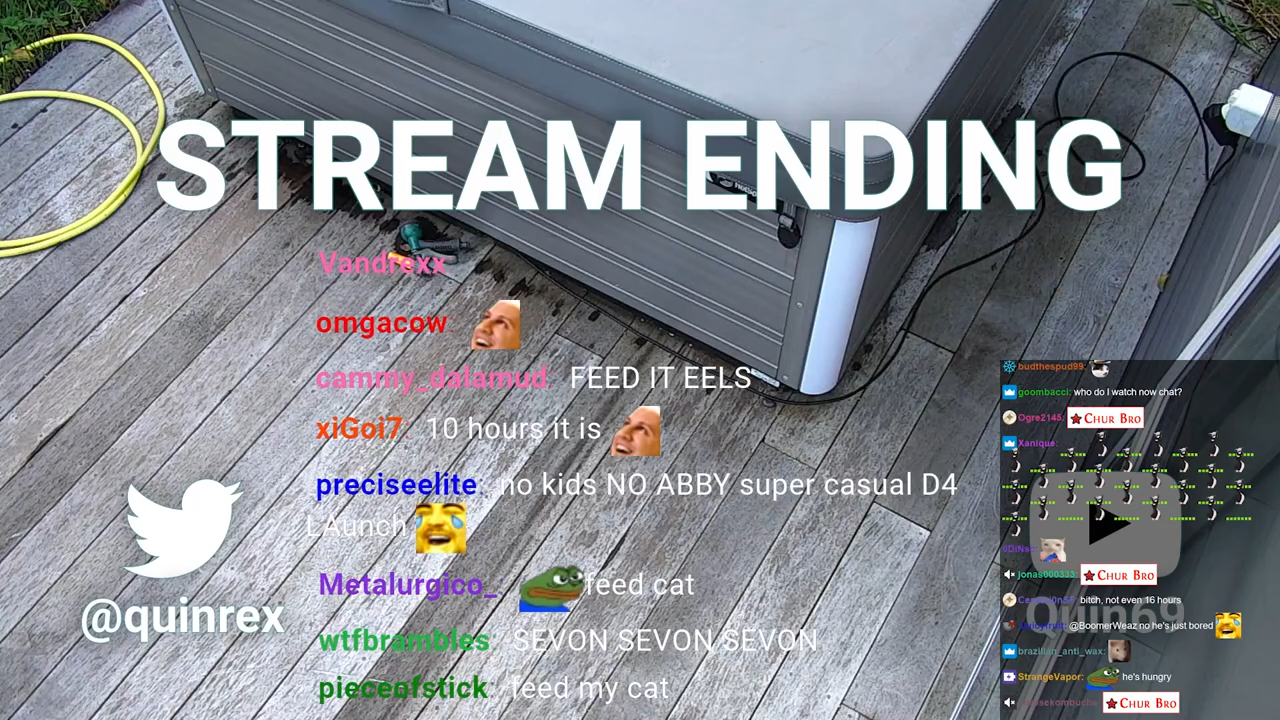 STREAM ENDING
Vandrexx
omgacow
cammy_dalamud: FEED IT EELS
xiGoi7: 10 hours it is
preciseelite: no kids NO ABBY super casual D4
Metalurgico_ feed cat
wtfbrambles: SEVON SEVON SEVON
pieceofstick: feed my cat
@quinrex
budthespud99:
goombacci: who do I watch now chat?
Ogre2145: CHUR BRO
Xanique:
jonas000333: CHUR BRO
bitch, not even 16 hours
Quin69
@BoomerWeaz no he's just bored
brazilian_anti_wax:
StrangeVapor: he's hungry
CHUR BRO